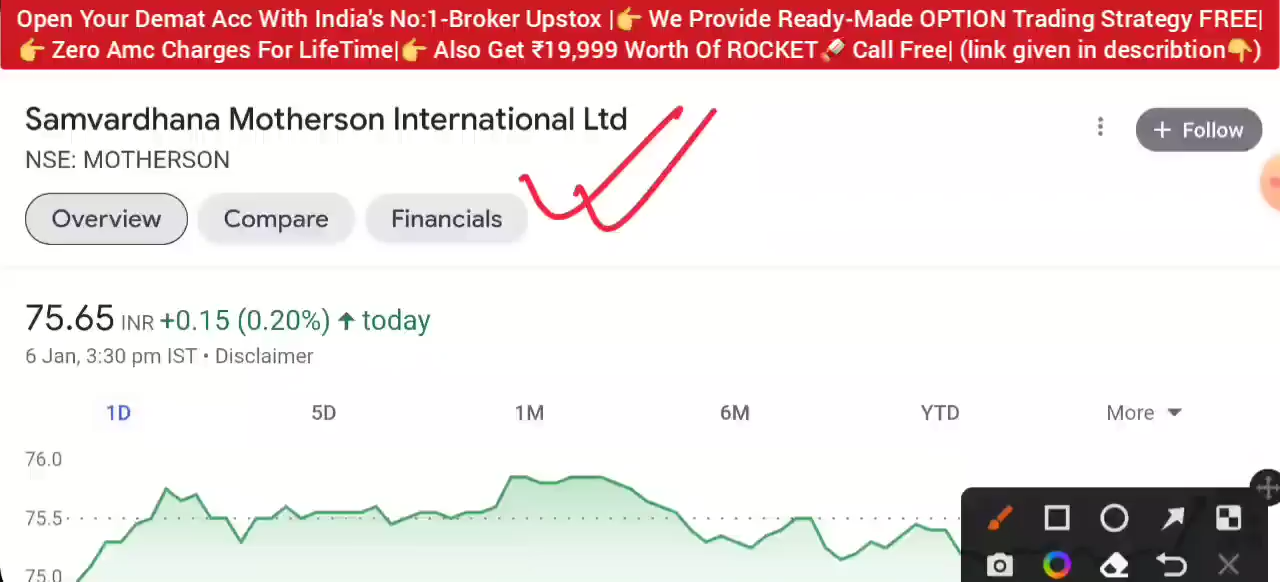 Open Your Demat Acc With India's No:1-Broker Upstox |👉 We Provide Ready-Made OPTION Trading Strategy FREE|
👉 Zero Amc Charges For LifeTime|👉 Also Get ₹19,999 Worth Of ROCKET🚀 Call Free| (link given in describtion👇)
Samvardhana Motherson International Ltd
NSE: MOTHERSON
+ Follow
Overview Compare Financials
75.65 INR +0.15 (0.20%) ↑ today
6 Jan, 3:30 pm IST • Disclaimer
1D 5D 1M 6M YTD More
76.0
75.5
75.0